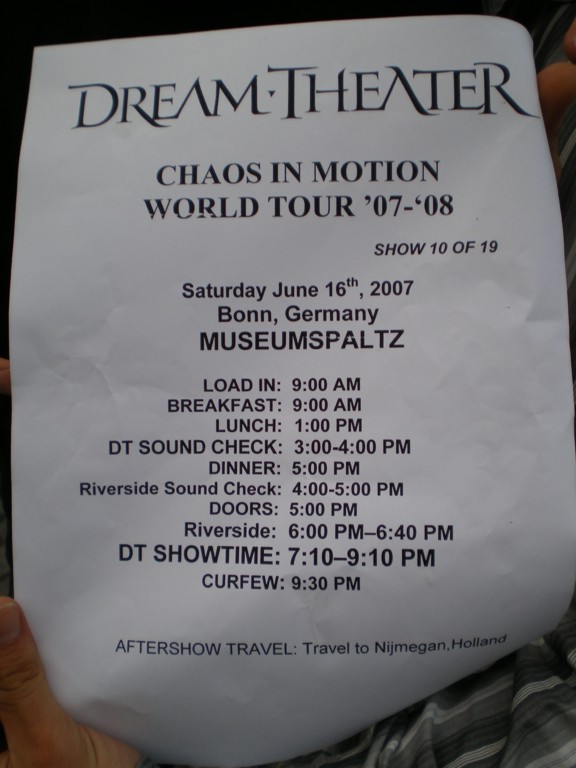 DREAM·THEATER
CHAOS IN MOTION
WORLD TOUR ’07-‘08
SHOW 10 OF 19
Saturday June 16th, 2007
Bonn, Germany
MUSEUMSPALTZ
LOAD IN: 9:00 AM
BREAKFAST: 9:00 AM
LUNCH: 1:00 PM
DT SOUND CHECK: 3:00-4:00 PM
DINNER: 5:00 PM
Riverside Sound Check: 4:00-5:00 PM
DOORS: 5:00 PM
Riverside: 6:00 PM–6:40 PM
DT SHOWTIME: 7:10–9:10 PM
CURFEW: 9:30 PM
AFTERSHOW TRAVEL: Travel to Nijmegan,Holland